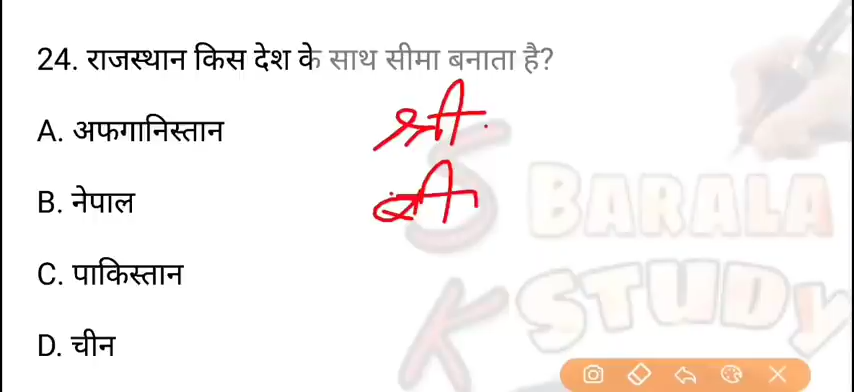 24. राजस्थान किस देश के साथ सीमा बनाता है?
A. अफगानिस्तान
श्री
B. नेपाल
S BARALA
C. पाकिस्तान
K STUDY
D. चीन